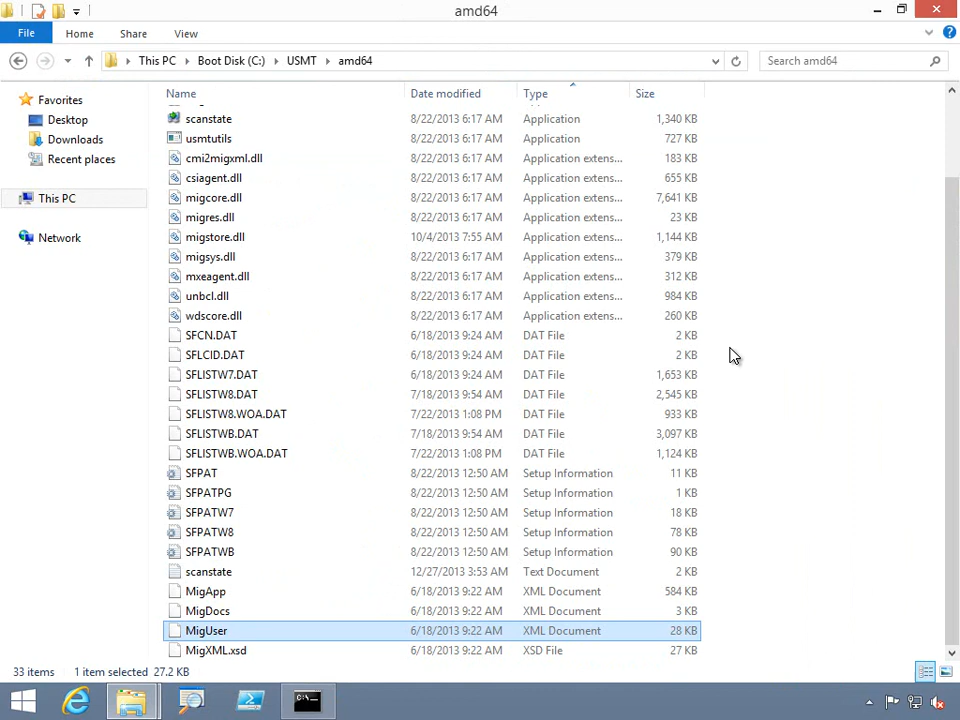 amd64
File Home Share View
This PC Boot Disk (C:) USMT amd64 Search amd64
Favorites
Desktop
Downloads
Recent places
This PC
Network
Name Date modified Type Size
scanstate 8/22/2013 6:17 AM Application 1,340 KB
usmtutils 8/22/2013 6:17 AM Application 727 KB
cmi2migxml.dll 8/22/2013 6:17 AM Application extens... 183 KB
csiagent.dll 8/22/2013 6:17 AM Application extens... 655 KB
migcore.dll 8/22/2013 6:17 AM Application extens... 7,641 KB
migres.dll 8/22/2013 6:17 AM Application extens... 23 KB
migstore.dll 10/4/2013 7:55 AM Application extens... 1,144 KB
migsys.dll 8/22/2013 6:17 AM Application extens... 379 KB
mxeagent.dll 8/22/2013 6:17 AM Application extens... 312 KB
unbcl.dll 8/22/2013 6:17 AM Application extens... 984 KB
wdscore.dll 8/22/2013 6:17 AM Application extens... 260 KB
SFCN.DAT 6/18/2013 9:24 AM DAT File 2 KB
SFLCID.DAT 6/18/2013 9:24 AM DAT File 2 KB
SFLISTW7.DAT 6/18/2013 9:24 AM DAT File 1,653 KB
SFLISTW8.DAT 7/18/2013 9:54 AM DAT File 2,545 KB
SFLISTW8.WOA.DAT 7/22/2013 1:08 PM DAT File 933 KB
SFLISTWB.DAT 7/18/2013 9:54 AM DAT File 3,097 KB
SFLISTWB.WOA.DAT 7/22/2013 1:08 PM DAT File 1,124 KB
SFPAT 8/22/2013 12:50 AM Setup Information 11 KB
SFPATPG 8/22/2013 12:50 AM Setup Information 1 KB
SFPATW7 8/22/2013 12:50 AM Setup Information 18 KB
SFPATW8 8/22/2013 12:50 AM Setup Information 78 KB
SFPATWB 8/22/2013 12:50 AM Setup Information 90 KB
scanstate 12/27/2013 3:53 AM Text Document 2 KB
MigApp 6/18/2013 9:22 AM XML Document 584 KB
MigDocs 6/18/2013 9:22 AM XML Document 3 KB
MigUser 6/18/2013 9:22 AM XML Document 28 KB
MigXML.xsd 6/18/2013 9:22 AM XSD File 27 KB
33 items 1 item selected 27.2 KB